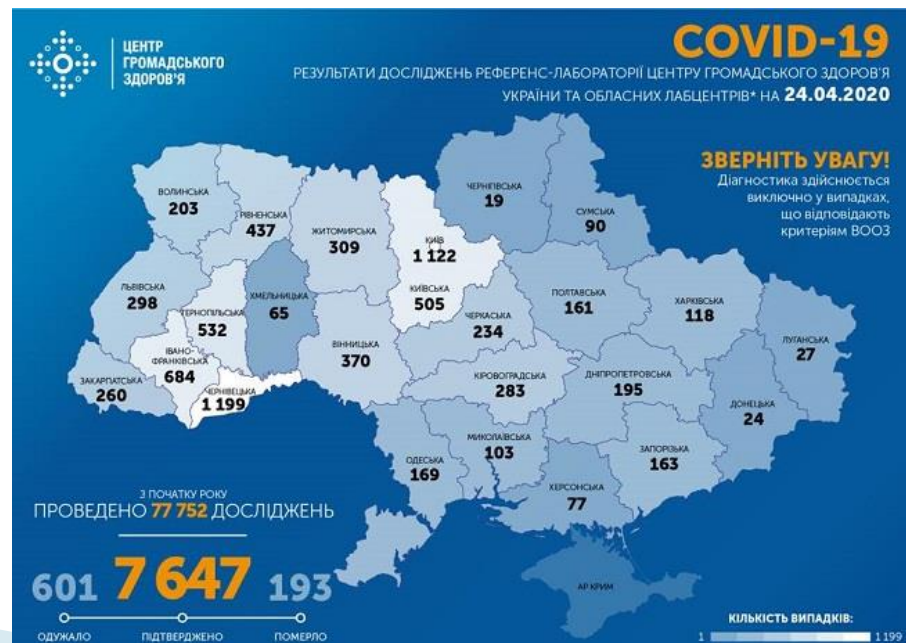 ЦЕНТР
ГРОМАДСЬКОГО
ЗДОРОВ'Я
COVID-19
РЕЗУЛЬТАТИ ДОСЛІДЖЕНЬ РЕФЕРЕНС-ЛАБОРАТОРІЇ ЦЕНТРУ ГРОМАДСЬКОГО ЗДОРОВ'Я
УКРАЇНИ ТА ОБЛАСНИХ ЛАБЦЕНТРІВ* НА 24.04.2020
ЗВЕРНІТЬ УВАГУ!
Діагностика здійснюється
виключно у випадках,
що відповідають
критеріям ВООЗ
ВОЛИНСЬКА
203
РІВНЕНСЬКА
437
ЖИТОМИРСЬКА
309
КИЇВ
1 122
КИЇВСЬКА
505
ЧЕРНІГІВСЬКА
19
СУМСЬКА
90
ЛЬВІВСЬКА
298
ТЕРНОПІЛЬСЬКА
532
ХМЕЛЬНИЦЬКА
65
ВІННИЦЬКА
370
ЧЕРКАСЬКА
234
ПОЛТАВСЬКА
161
ХАРКІВСЬКА
118
ЛУГАНСЬКА
27
ІВАНО-
ФРАНКІВСЬКА
684
ЗАКАРПАТСЬКА
260
ЧЕРНІВЕЦЬКА
1 199
КІРОВОГРАДСЬКА
283
ДНІПРОПЕТРОВСЬКА
195
ДОНЕЦЬКА
24
ОДЕСЬКА
169
МИКОЛАЇВСЬКА
103
ЗАПОРІЗЬКА
163
ХЕРСОНСЬКА
77
АР КРИМ
З ПОЧАТКУ РОКУ
ПРОВЕДЕНО 77 752 ДОСЛІДЖЕНЬ
601 7 647 193
ОДУЖАЛО ПІДТВЕРДЖЕНО ПОМЕРЛО
КІЛЬКІСТЬ ВИПАДКІВ:
1 1 199